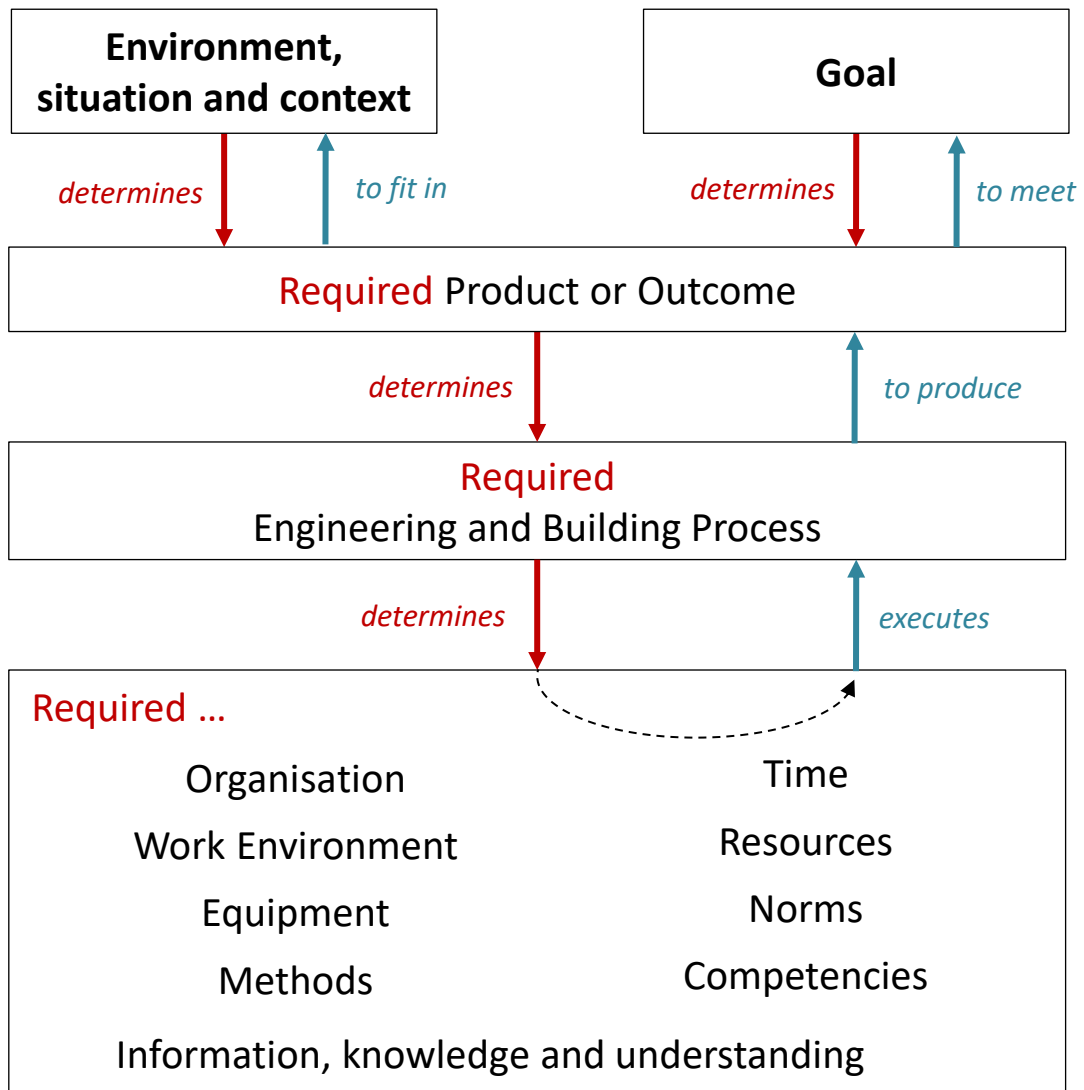 Environment,
situation and context
Goal
determines
to fit in
determines
to meet
Required Product or Outcome
determines
to produce
Required
Engineering and Building Process
determines
executes
Required ...
Organisation
Time
Work Environment
Resources
Equipment
Norms
Methods
Competencies
Information, knowledge and understanding